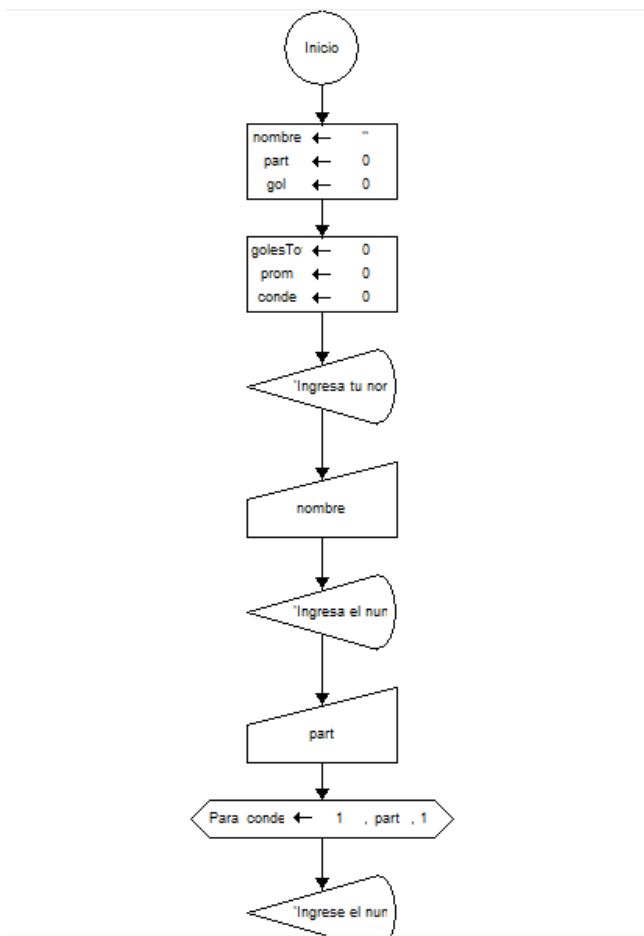 Inicio
nombre ← ''
part ← 0
gol ← 0
golesTo
← 0
prom ← 0
conde ← 0
'Ingresa tu nor
nombre
'Ingresa el nun
part
Para conde ← 1 , part , 1
'Ingrese el nun